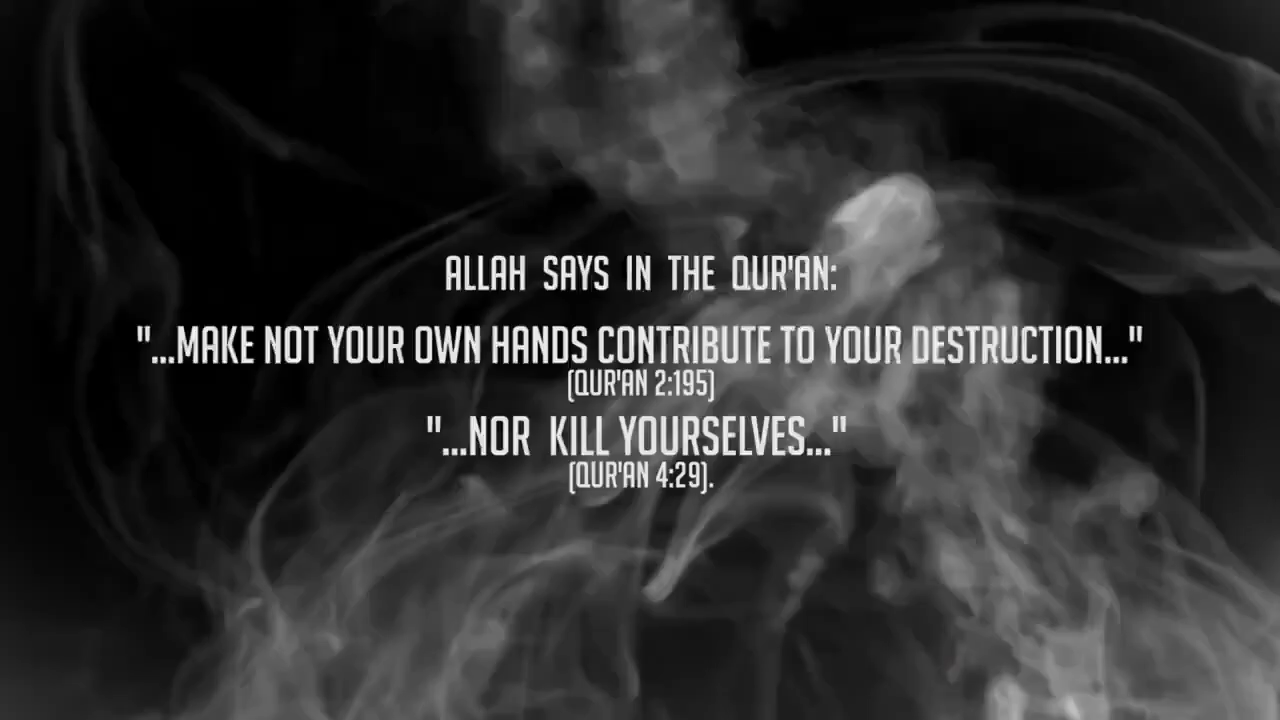 ALLAH SAYS IN THE QUR'AN:
"...MAKE NOT YOUR OWN HANDS CONTRIBUTE TO YOUR DESTRUCTION..."
(QUR'AN 2:195)
"...NOR KILL YOURSELVES..."
(QUR'AN 4:29).